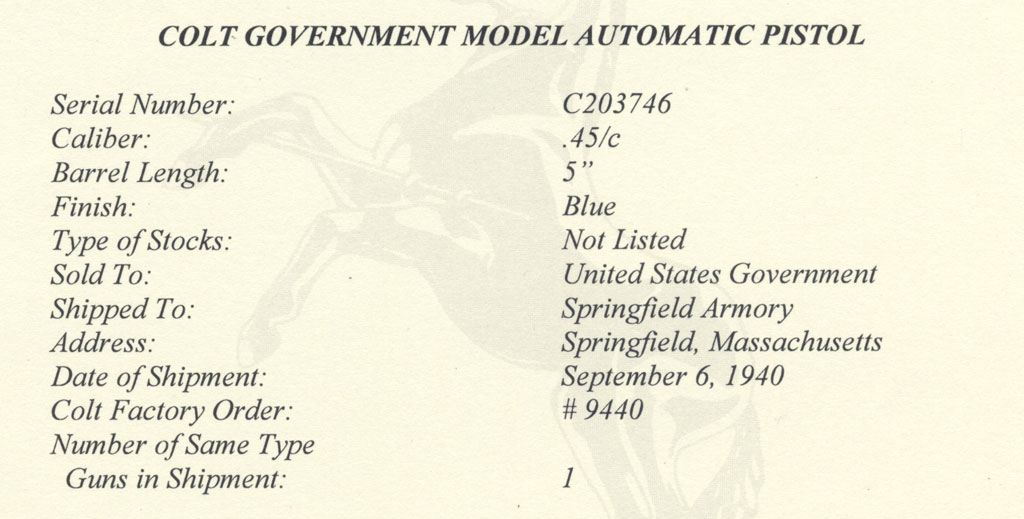 COLT GOVERNMENT MODEL AUTOMATIC PISTOL
Serial Number: C203746
Caliber: .45/c
Barrel Length: 5”
Finish: Blue
Type of Stocks: Not Listed
Sold To: United States Government
Shipped To: Springfield Armory
Address: Springfield, Massachusetts
Date of Shipment: September 6, 1940
Colt Factory Order: # 9440
Number of Same Type
Guns in Shipment: 1